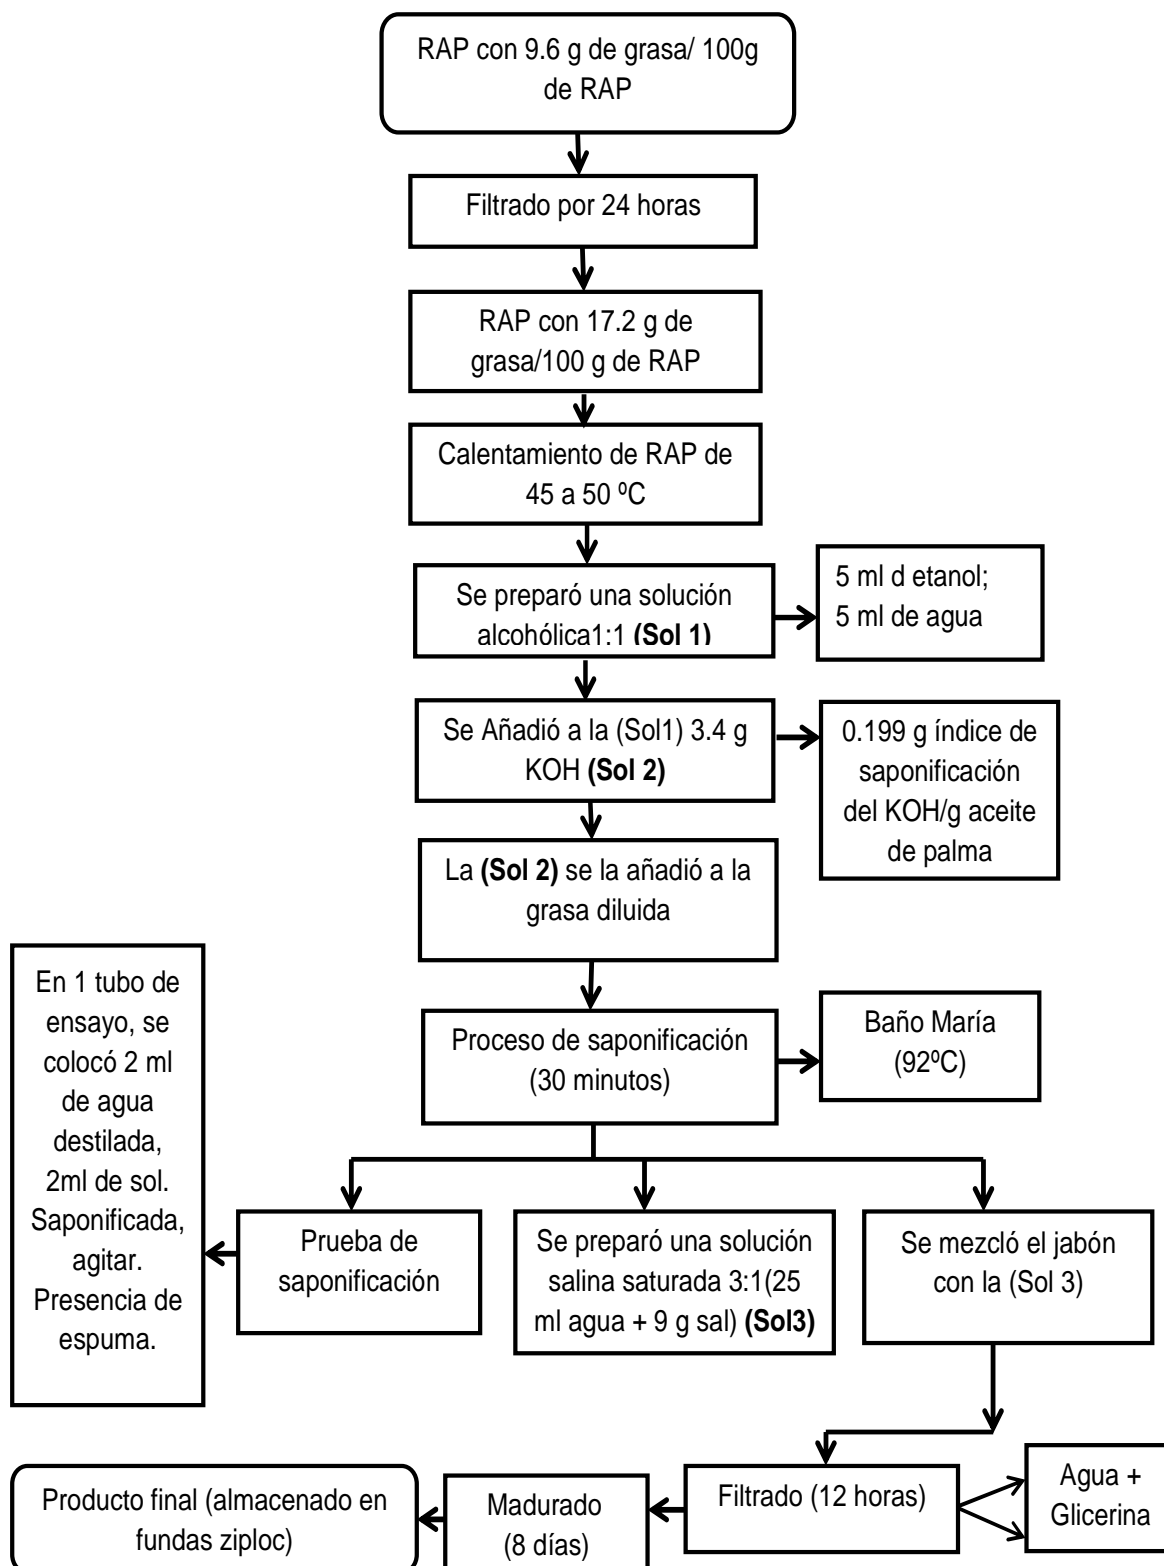 RAP con 9.6 g de grasa/ 100g
de RAP
Filtrado por 24 horas
RAP con 17.2 g de
grasa/100 g de RAP
Calentamiento de RAP de
45 a 50 ºC
Se preparó una solución
alcohólica1:1 (Sol 1)
5 ml d etanol;
5 ml de agua
Se Añadió a la (Sol1) 3.4 g
KOH (Sol 2)
0.199 g índice de
saponificación
del KOH/g aceite
de palma
La (Sol 2) se la añadió a la
grasa diluida
Proceso de saponificación
(30 minutos)
Baño María
(92ºC)
En 1 tubo de
ensayo, se
colocó 2 ml
de agua
destilada,
2ml de sol.
Saponificada,
agitar.
Presencia de
espuma.
Prueba de
saponificación
Se preparó una solución
salina saturada 3:1(25
ml agua + 9 g sal) (Sol3)
Se mezcló el jabón
con la (Sol 3)
Filtrado (12 horas)
Agua +
Glicerina
Madurado
(8 días)
Producto final (almacenado en
fundas ziploc)